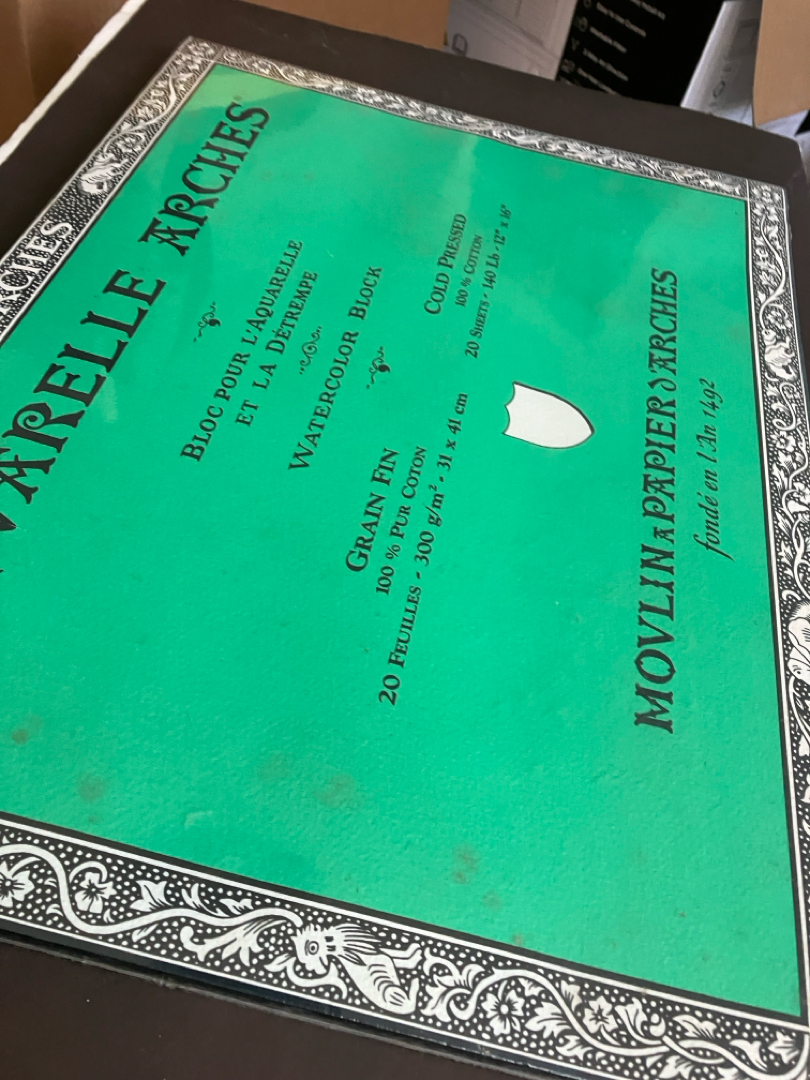 ARCHES
ARELLE ARCHES
BLOC POUR L'AQUARELLE
ET LA DÉTREMPE
WATERCOLOR BLOCK
GRAIN FIN
100 % PUR COTON
20 FEUILLES - 300 g/m² - 31 x 41 cm
COLD PRESSED
100 % COTTON
20 SHEETS - 140 Lb - 12" x 16"
MOVLIN A PAPIER D'ARCHES
fondé en l'An 1492